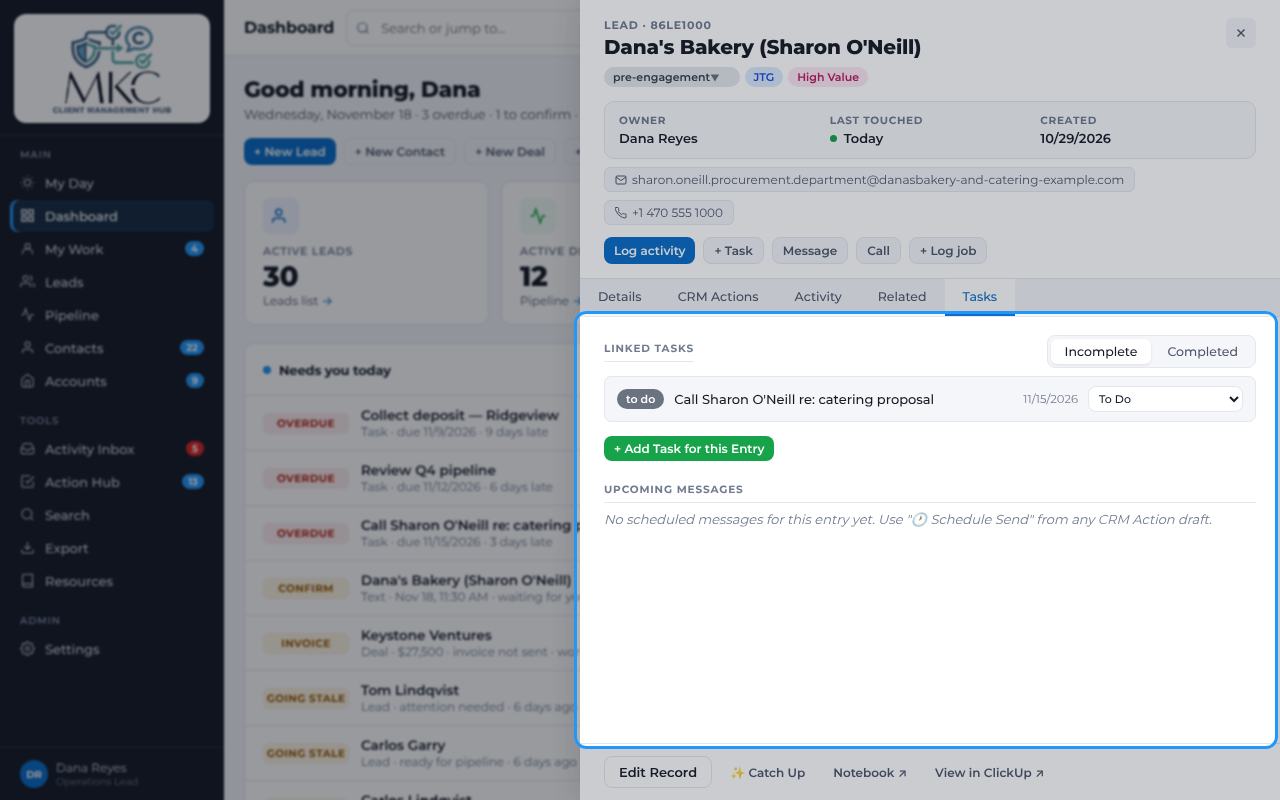 MKC
CLIENT MANAGEMENT HUB
MAIN
My Day
Dashboard
My Work 4
Leads
Pipeline
Contacts 22
Accounts 9
TOOLS
Activity Inbox 5
Action Hub 13
Search
Export
Resources
ADMIN
Settings
DR
Dana Reyes
Operations Lead
Dashboard
Search or jump to...
Good morning, Dana
Wednesday, November 18 · 3 overdue · 1 to confirm ·
+ New Lead
+ New Contact
+ New Deal
+
ACTIVE LEADS
30
Leads list →
ACTIVE D
12
Pipeline →
Needs you today
OVERDUE
Collect deposit — Ridgeview
Task · due 11/9/2026 · 9 days late
OVERDUE
Review Q4 pipeline
Task · due 11/12/2026 · 6 days late
OVERDUE
Call Sharon O'Neill re: catering p
Task · due 11/15/2026 · 3 days late
CONFIRM
Dana's Bakery (Sharon O'Neill)
Text · Nov 18, 11:30 AM · waiting for y
INVOICE
Keystone Ventures
Deal · $27,500 · invoice not sent · wo
GOING STALE
Tom Lindqvist
Lead · attention needed · 6 days ago
GOING STALE
Carlos Garry
Lead · ready for pipeline · 6 days ago
Carlos Lindqvist
LEAD · 86LE1000
Dana's Bakery (Sharon O'Neill)
pre-engagement▼
JTG
High Value
✕
OWNER
Dana Reyes
LAST TOUCHED
Today
CREATED
10/29/2026
sharon.oneill.procurement.department@danasbakery-and-catering-example.com
+1 470 555 1000
Log activity
+ Task
Message
Call
+ Log job
Details
CRM Actions
Activity
Related
Tasks
LINKED TASKS
Incomplete
Completed
to do
Call Sharon O'Neill re: catering proposal
11/15/2026
To Do
+ Add Task for this Entry
UPCOMING MESSAGES
No scheduled messages for this entry yet. Use "🕐 Schedule Send" from any CRM Action draft.
Edit Record
✨ Catch Up
Notebook ↗
View in ClickUp ↗